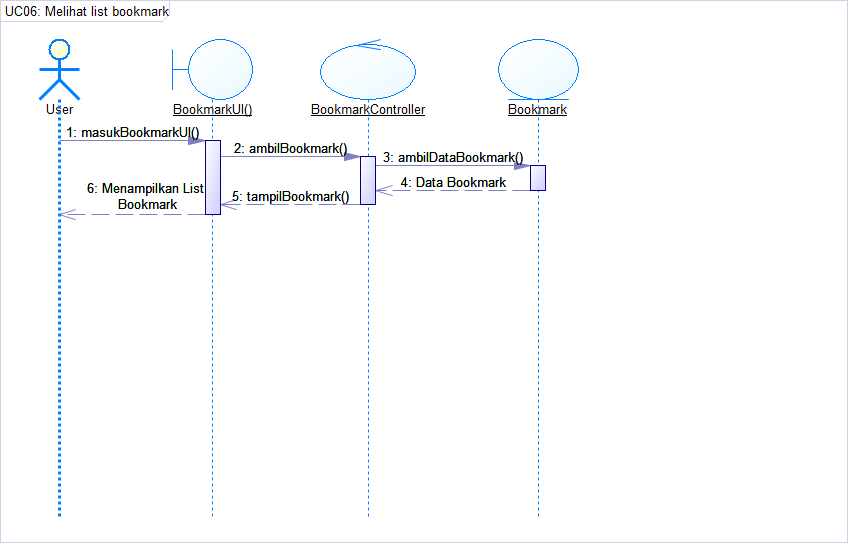 UC06: Melihat list bookmark
User
BookmarkUI()
BookmarkController
Bookmark
1: masukBookmarkUI()
2: ambilBookmark()
3: ambilDataBookmark()
4: Data Bookmark
5: tampilBookmark()
6: Menampilkan List
Bookmark